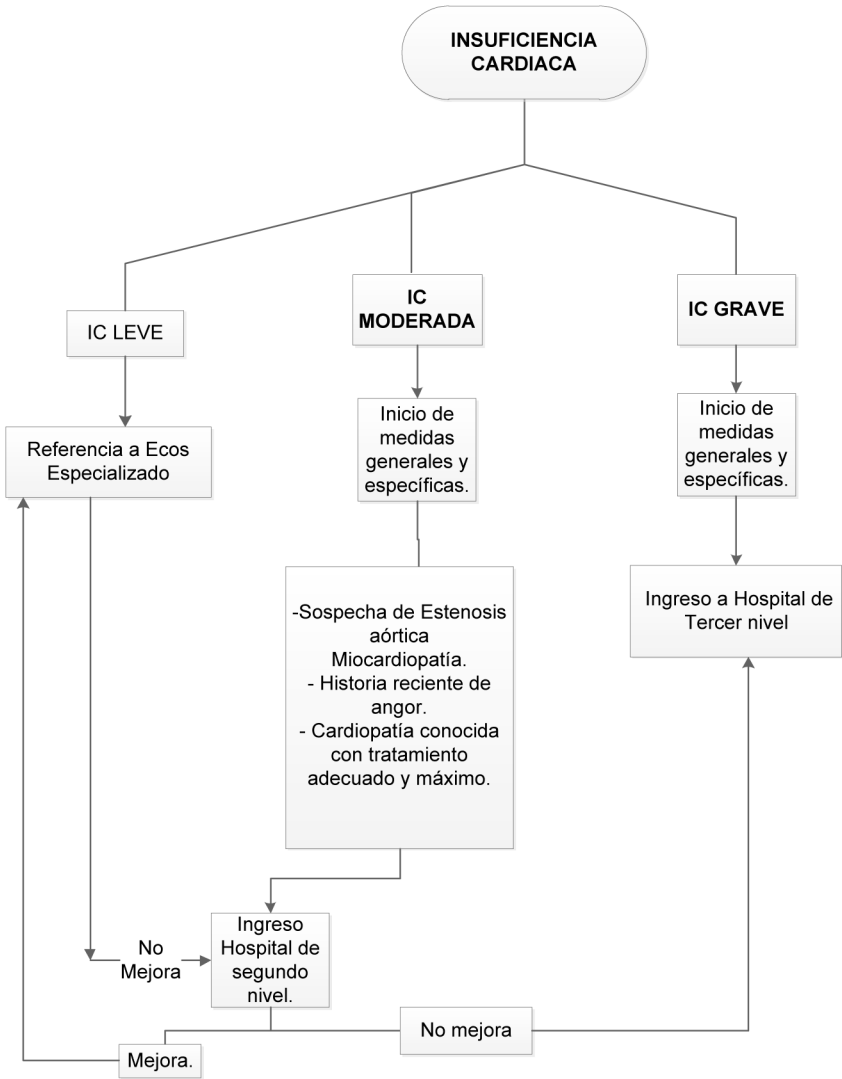 INSUFICIENCIA
CARDIACA
IC LEVE
IC
MODERADA
IC GRAVE
Referencia a Ecos
Especializado
Inicio de
medidas
generales y
específicas.
Inicio de
medidas
generales y
específicas.
-Sospecha de Estenosis
aórtica
Miocardiopatía.
- Historia reciente de
angor.
- Cardiopatía conocida
con tratamiento
adecuado y máximo.
Ingreso a Hospital de
Tercer nivel
No
Mejora
Ingreso
Hospital de
segundo
nivel.
No mejora
Mejora.